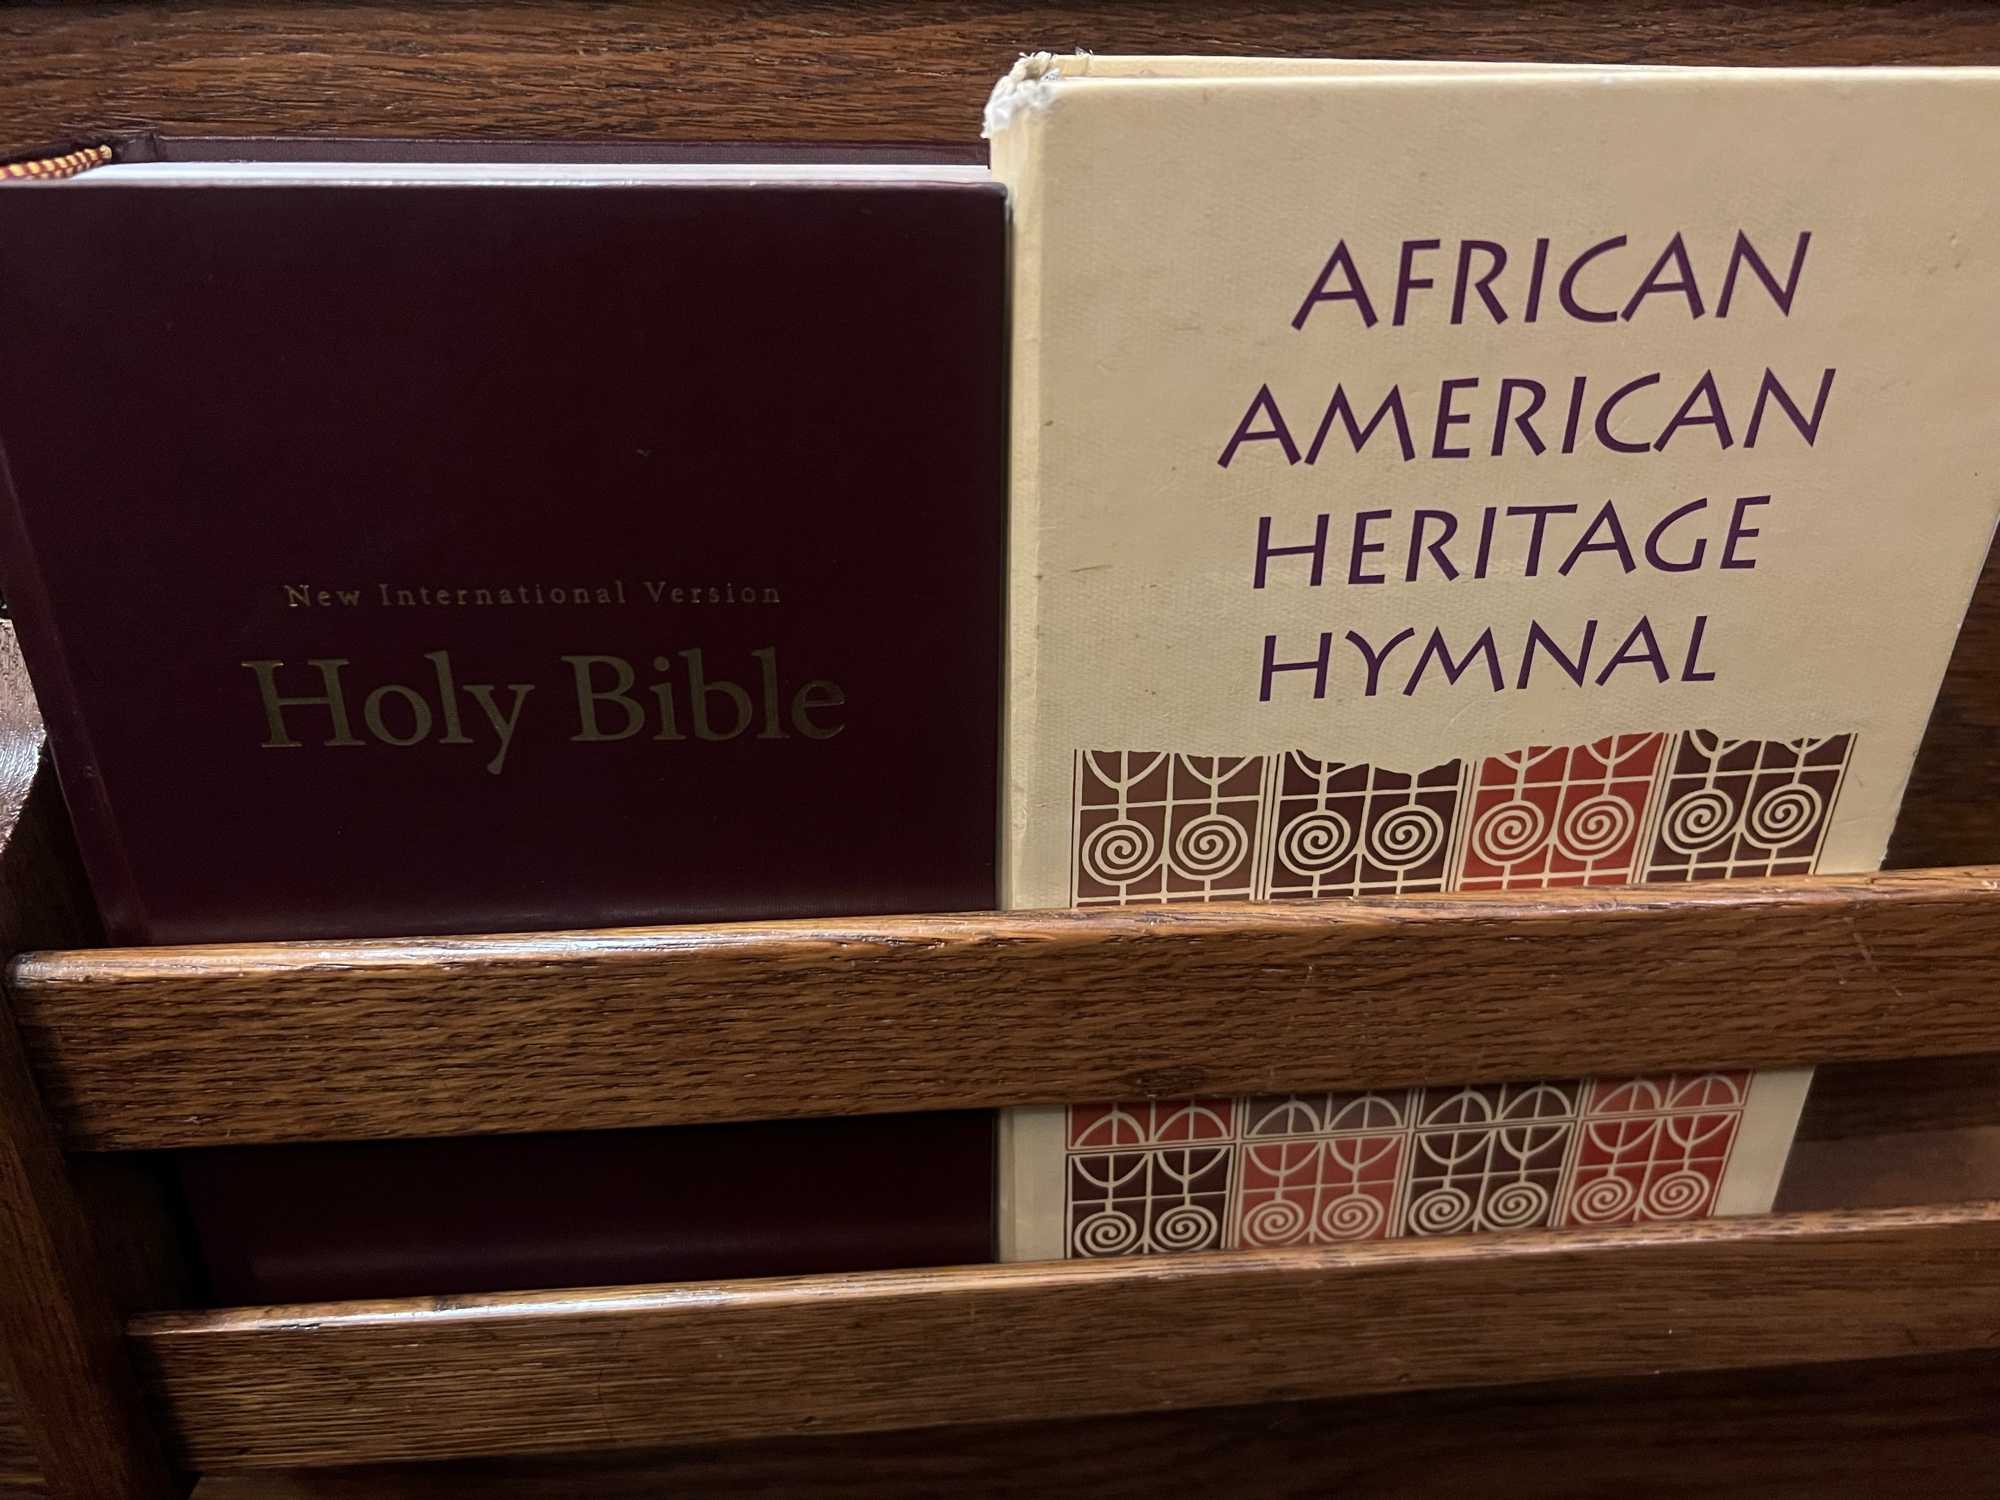 New International Version
Holy Bible
AFRICAN
AMERICAN
HERITAGE
HYMNAL